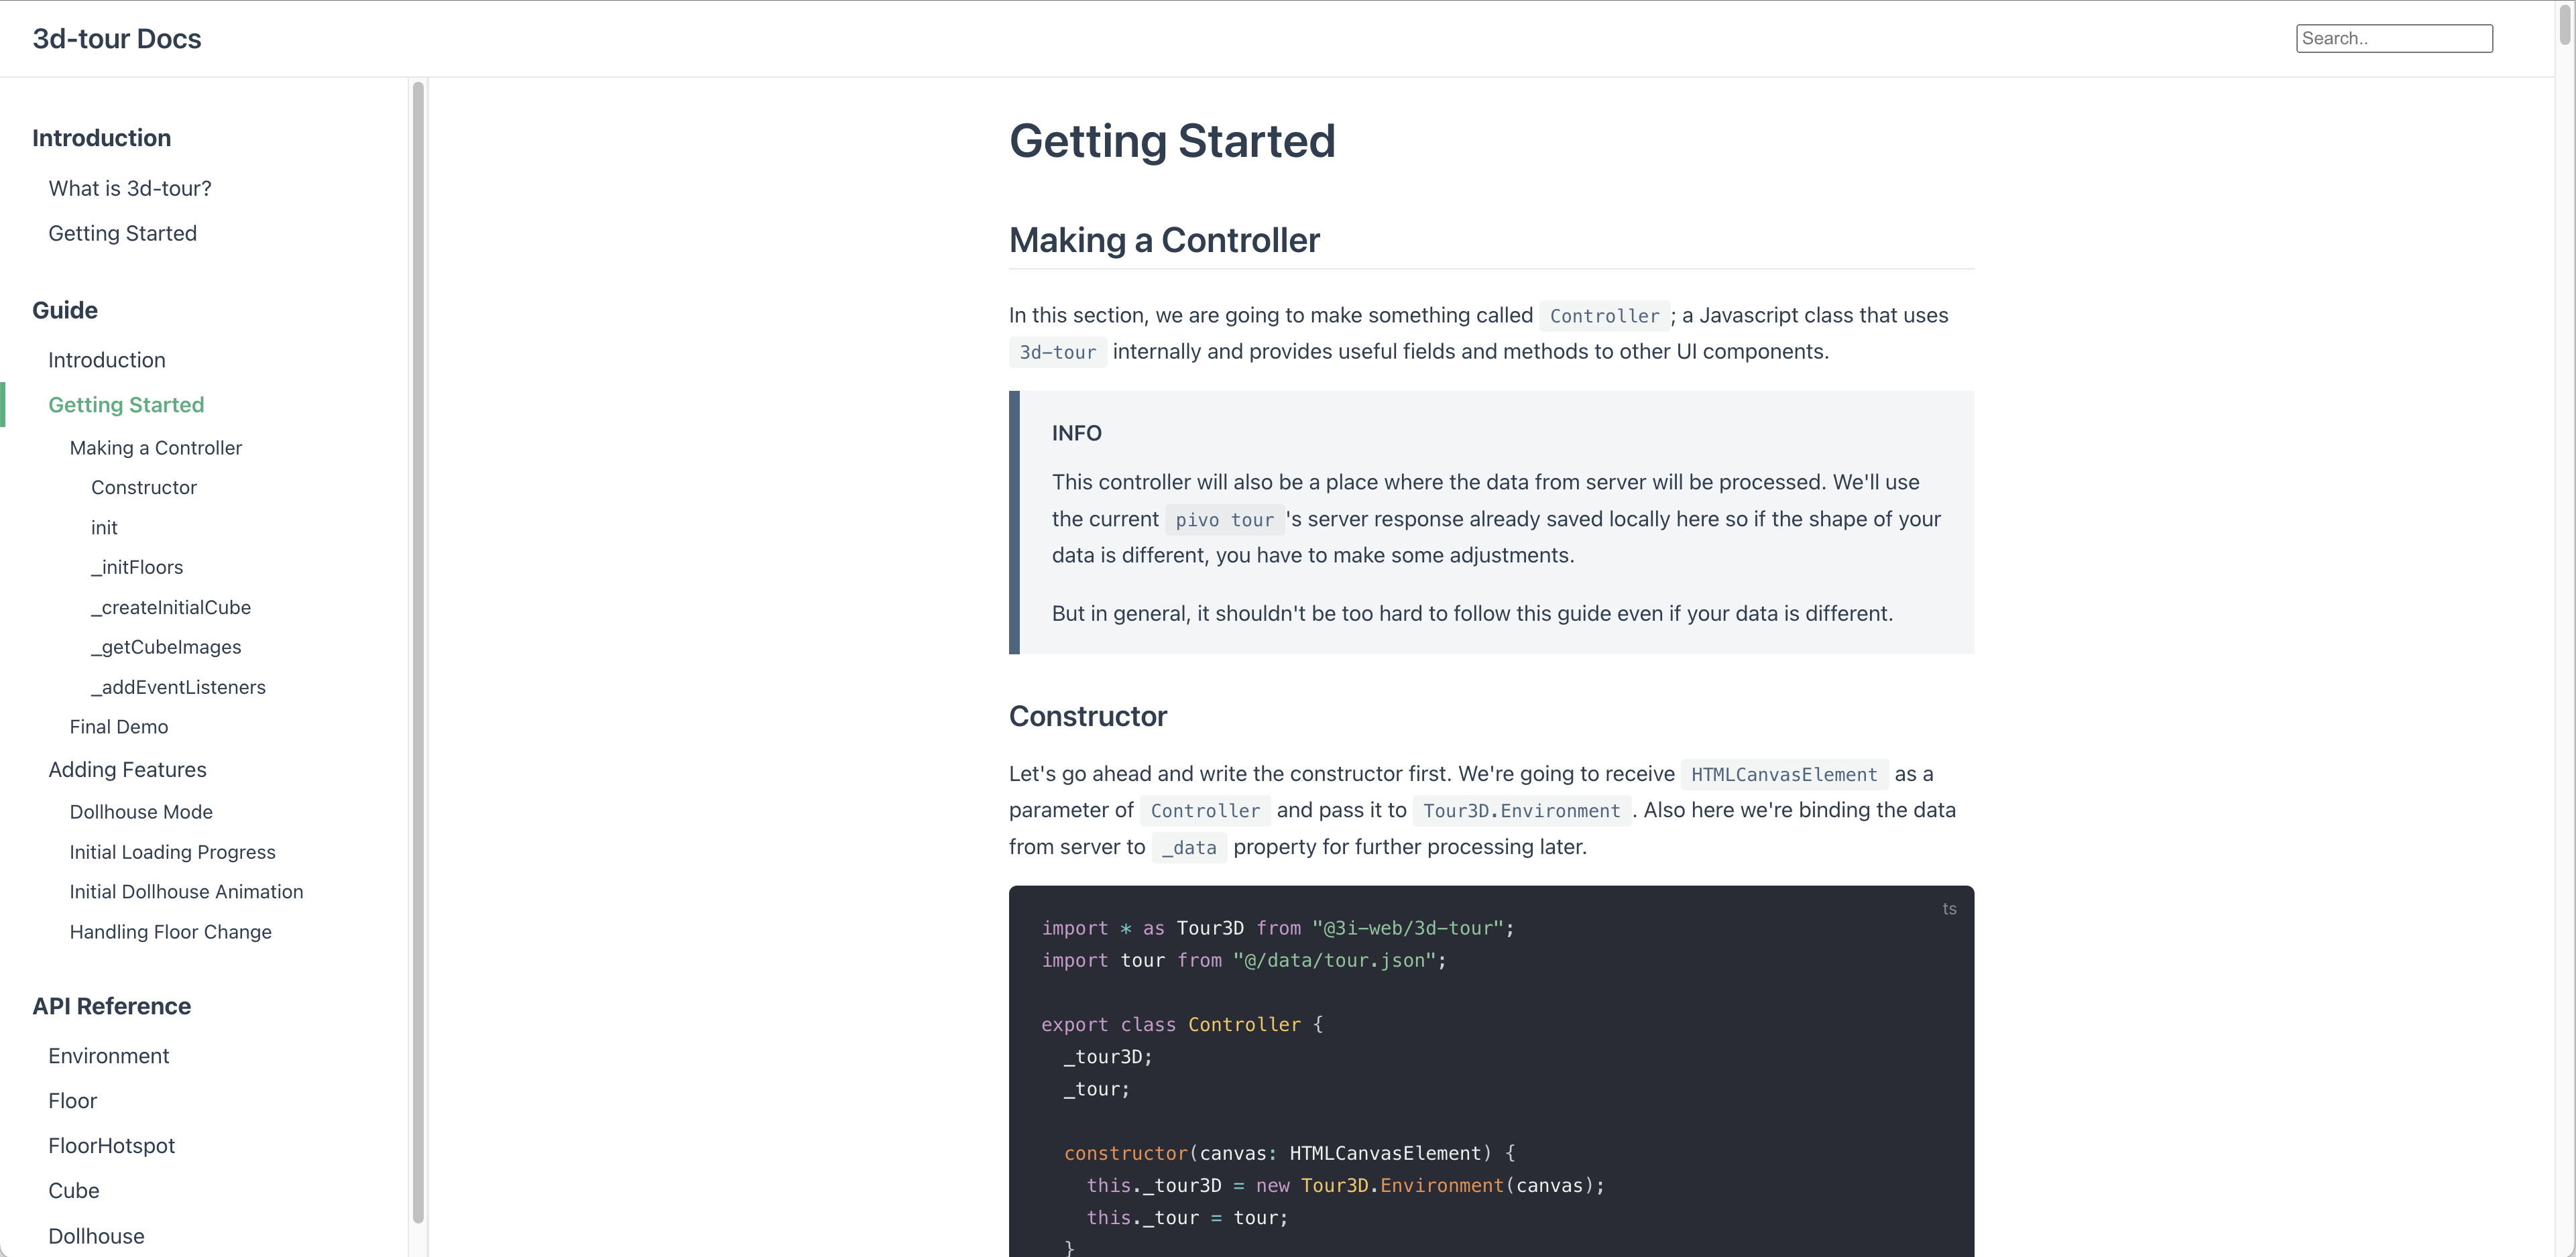 3d-tour Docs
Search..
Introduction
What is 3d-tour?
Getting Started
Guide
Introduction
Getting Started
Making a Controller
Constructor
init
_initFloors
_createInitialCube
_getCubeImages
_addEventListeners
Final Demo
Adding Features
Dollhouse Mode
Initial Loading Progress
Initial Dollhouse Animation
Handling Floor Change
API Reference
Environment
Floor
FloorHotspot
Cube
Dollhouse
Getting Started
Making a Controller
In this section, we are going to make something called Controller ; a Javascript class that uses
3d-tour internally and provides useful fields and methods to other UI components.
INFO
This controller will also be a place where the data from server will be processed. We'll use
the current pivo tour 's server response already saved locally here so if the shape of your
data is different, you have to make some adjustments.
But in general, it shouldn't be too hard to follow this guide even if your data is different.
Constructor
Let's go ahead and write the constructor first. We're going to receive HTMLCanvasElement as a
parameter of Controller and pass it to Tour3D.Environment . Also here we're binding the data
from server to _data property for further processing later.
ts
import * as Tour3D from "@3i-web/3d-tour";
import tour from "@/data/tour.json";
export class Controller {
_tour3D;
_tour;
constructor(canvas: HTMLCanvasElement) {
this._tour3D = new Tour3D.Environment(canvas);
this._tour = tour;
}